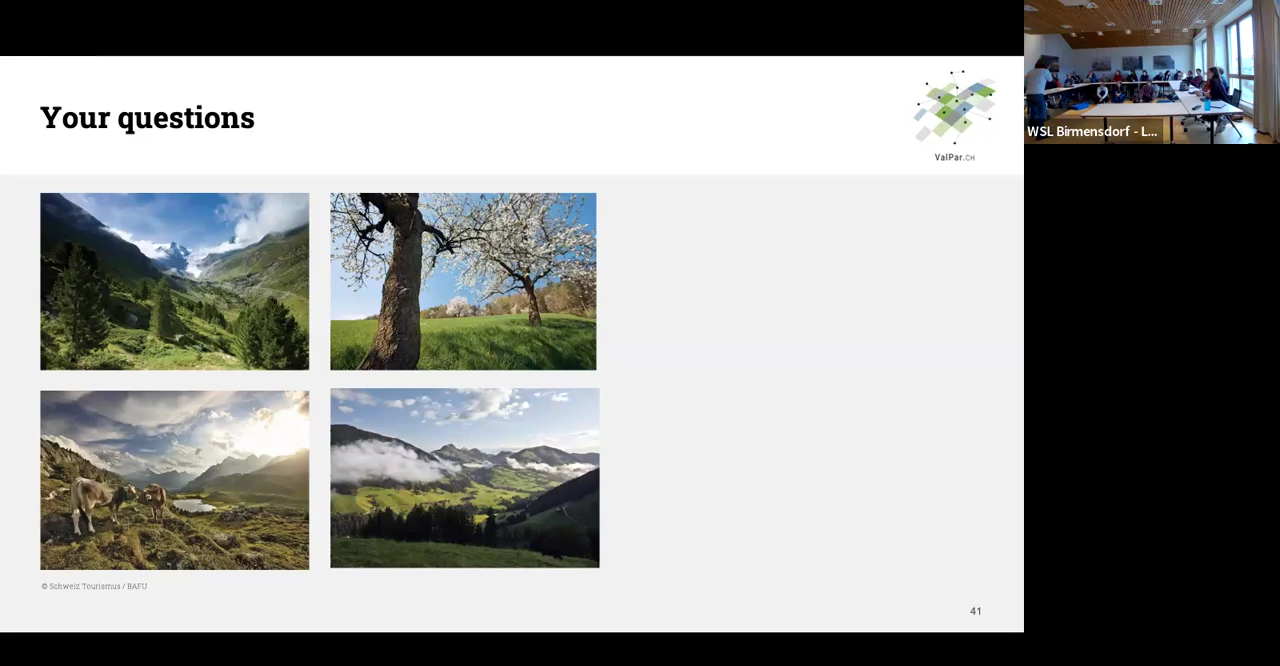 Your questions
ValPar.CH
WSL Birmensdorf - L...
© Schweiz Tourismus / BAFU
41